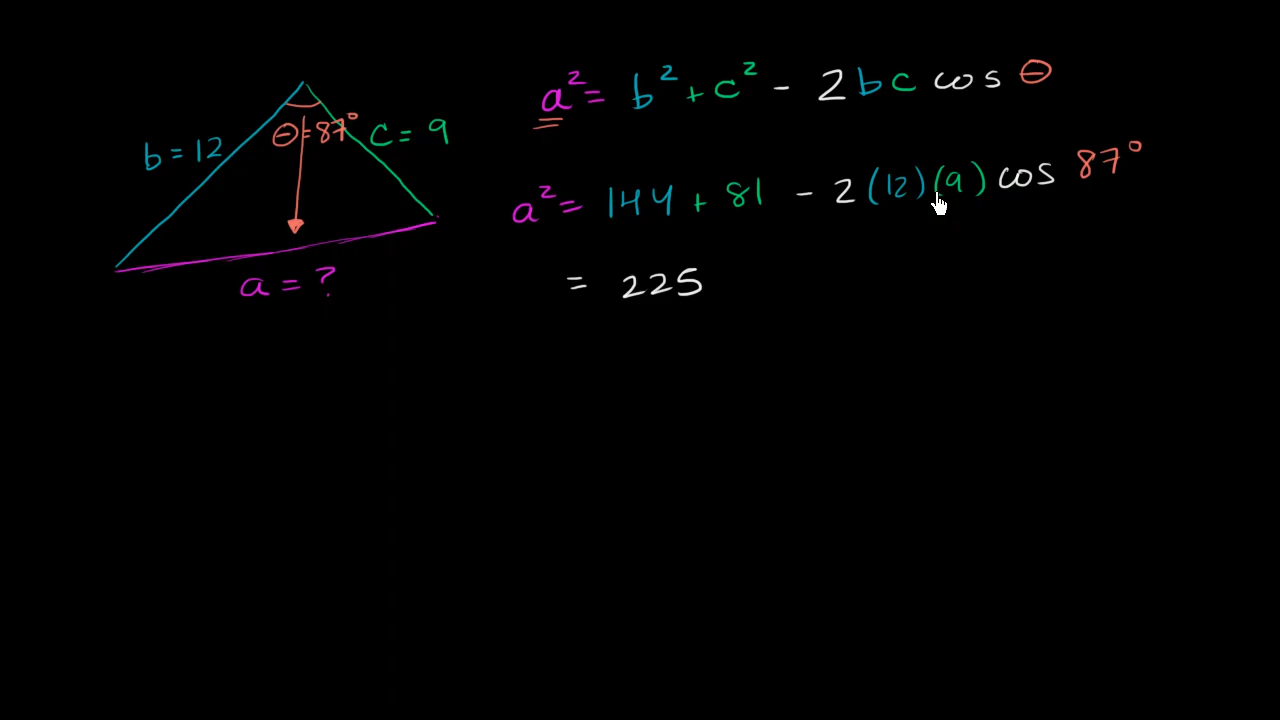 a² = b² + c² - 2bc cos θ
b = 12
θ = 87°
c = 9
a² = 144 + 81 - 2(12)(9) cos 87°
a = ?
= 225